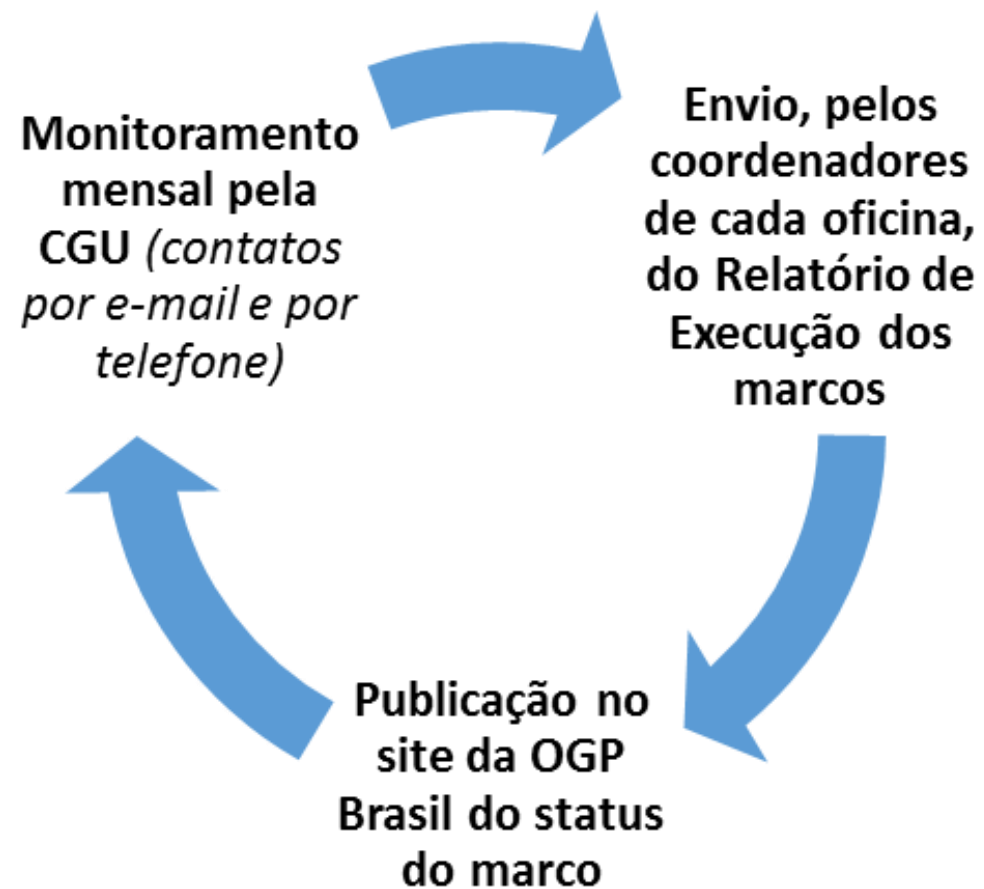 Monitoramento
mensal pela
CGU (contatos
por e-mail e por
telefone)
Envio, pelos
coordenadores
de cada oficina,
do Relatório de
Execução dos
marcos
Publicação no
site da OGP
Brasil do status
do marco